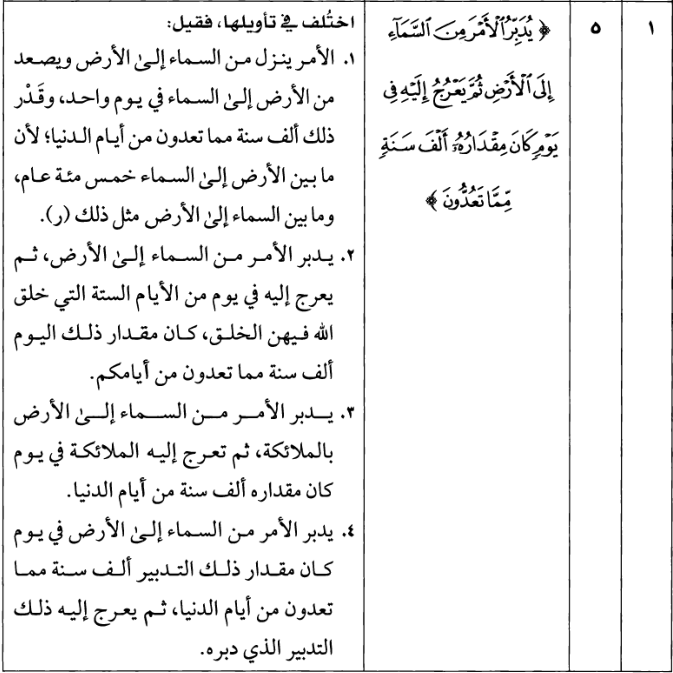 ١
٥
﴿ يُدَبِّرُ ٱلْأَمْرَ مِنَ ٱلسَّمَآءِ
إِلَى ٱلْأَرْضِ ثُمَّ يَعْرُجُ إِلَيْهِ فِى
يَوْمٍ كَانَ مِقْدَارُهُۥٓ أَلْفَ سَنَةٍ
مِّمَّا تَعُدُّونَ ﴾
اختُلف في تأويلها، فقيل:
١. الأمر ينزل من السماء إلىٰ الأرض ويصعد
من الأرض إلىٰ السماء في يوم واحد، وقَدْر
ذلك ألف سنة مما تعدون من أيام الدنيا؛ لأن
ما بين الأرض إلىٰ السماء خمس مئة عام،
وما بين السماء إلىٰ الأرض مثل ذلك (ر).
٢. يدبر الأمر من السماء إلىٰ الأرض، ثم
يعرج إليه في يوم من الأيام الستة التي خلق
الله فيهن الخلق، كان مقدار ذلك اليوم
ألف سنة مما تعدون من أيامكم.
٣. يدبر الأمر من السماء إلىٰ الأرض
بالملائكة، ثم تعرج إليه الملائكة في يوم
كان مقداره ألف سنة من أيام الدنيا.
٤. يدبر الأمر من السماء إلىٰ الأرض في يوم
كان مقدار ذلك التدبير ألف سنة مما
تعدون من أيام الدنيا، ثم يعرج إليه ذلك
التدبير الذي دبره.